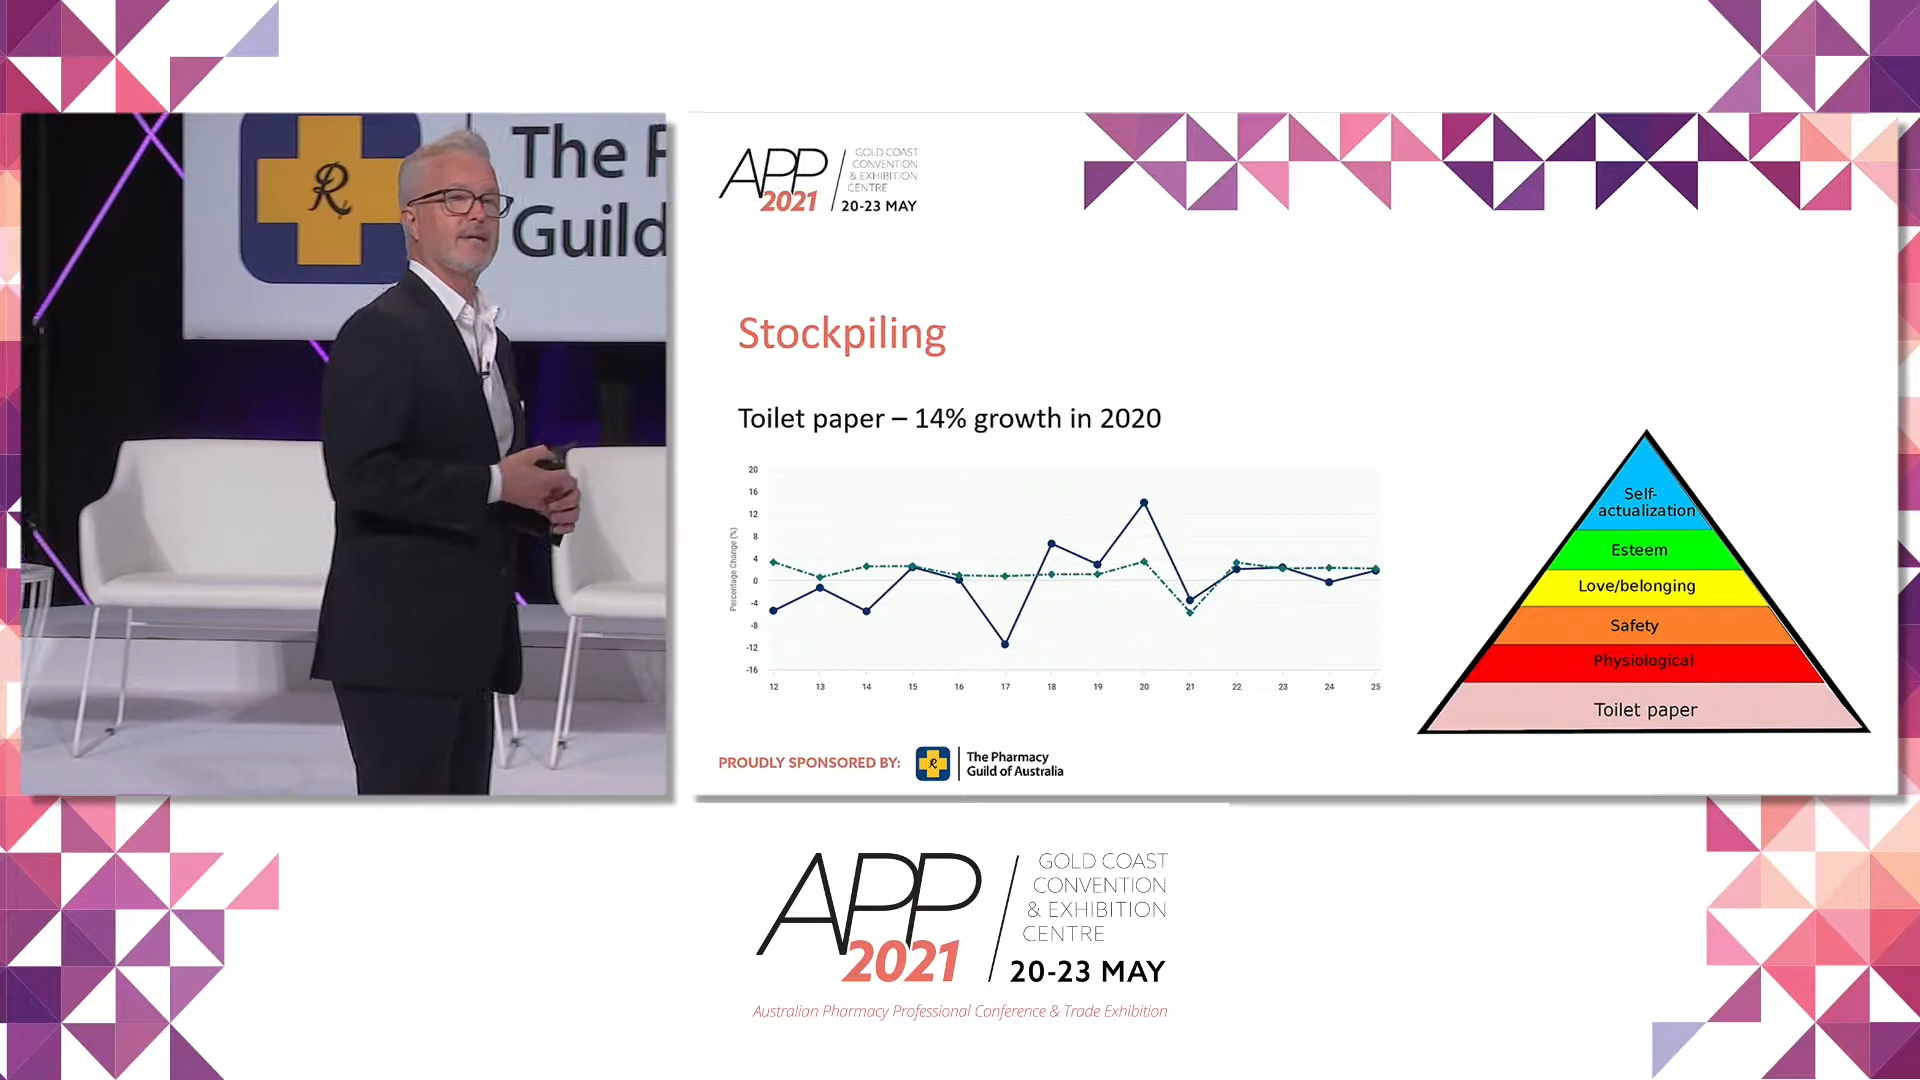 The P
Guild
R
APP
2021
GOLD COAST
CONVENTION
& EXHIBITION
CENTRE
20-23 MAY
Stockpiling
Toilet paper – 14% growth in 2020
Percentage Change (%)
20
16
12
8
4
0
-4
-8
-12
-16
12 13 14 15 16 17 18 19 20 21 22 23 24 25
Self-
actualization
Esteem
Love/belonging
Safety
Physiological
Toilet paper
PROUDLY SPONSORED BY:
R
The Pharmacy
Guild of Australia
APP
2021
GOLD COAST
CONVENTION
& EXHIBITION
CENTRE
20-23 MAY
Australian Pharmacy Professional Conference & Trade Exhibition